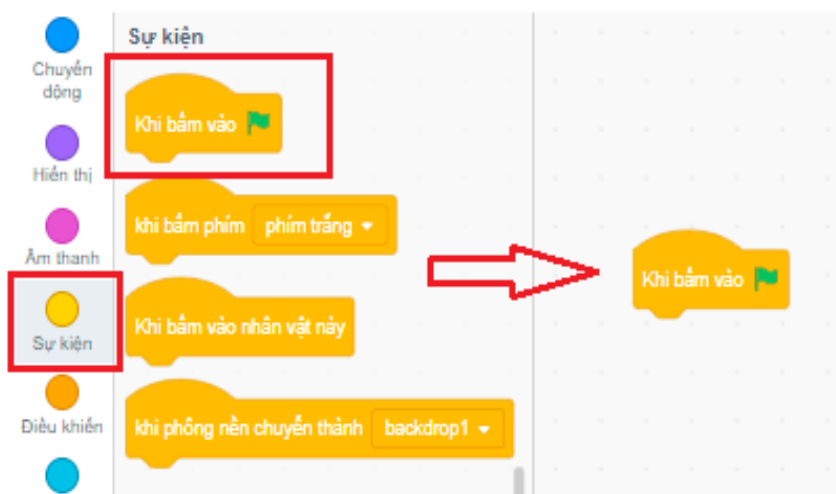 Chuyển
động
Hiển thị
Âm thanh
Sự kiện
Điều khiển
Sự kiện
Khi bấm vào
khi bấm phím phím trắng
Khi bấm vào nhân vật này
khi phông nền chuyển thành backdrop1
Khi bấm vào